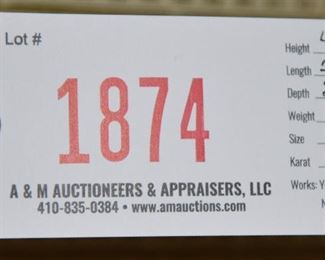 Lot #
1874
A & M AUCTIONEERS & APPRAISERS, LLC
410-835-0384 • www.amauctions.com
Height
Length
Depth
Weight
Size
Karat
Works: Y
N